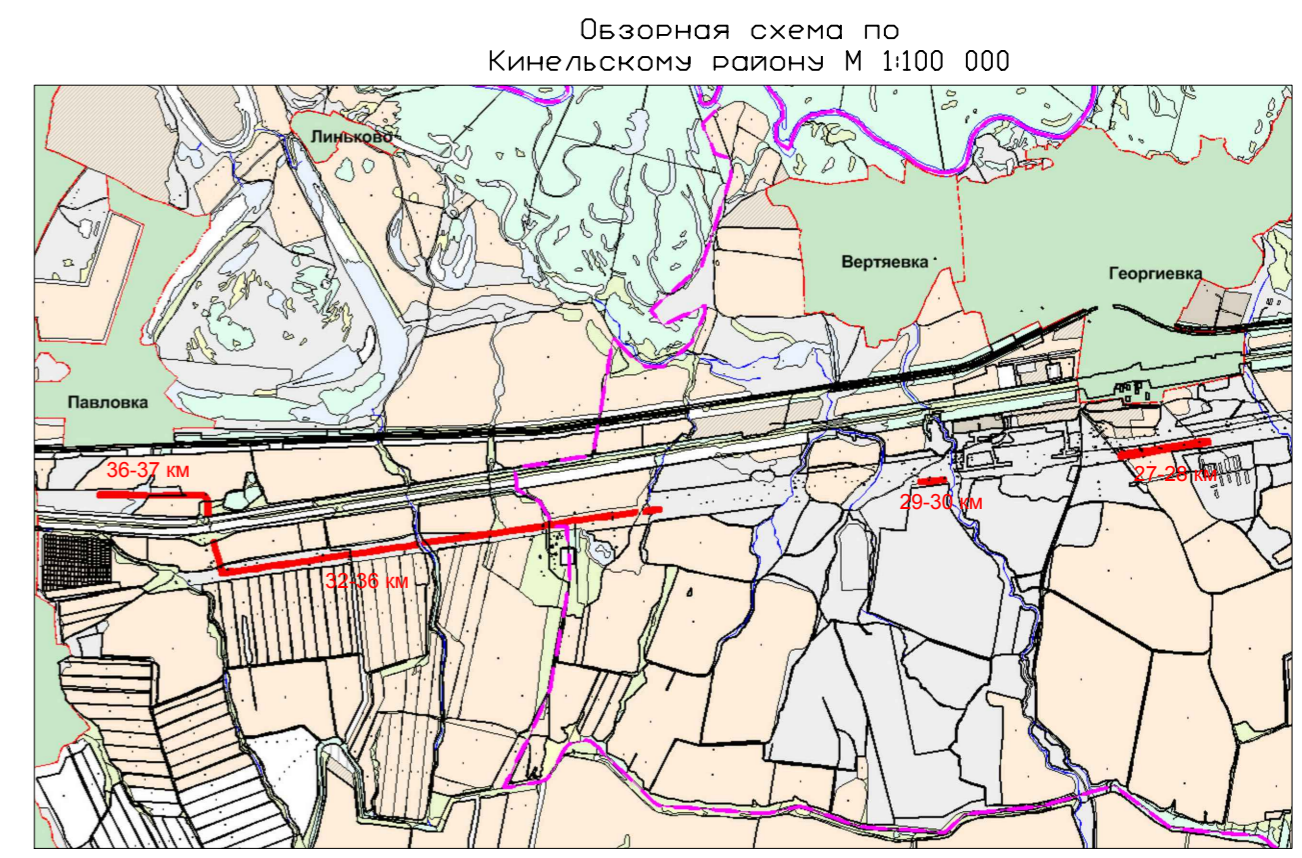 Обзорная схема по
Кинельскому району М 1:100 000
Линьково
Вертяевка
Георгиевка
Павловка
36-37 км
27-28 км
29-30 км
32-36 км